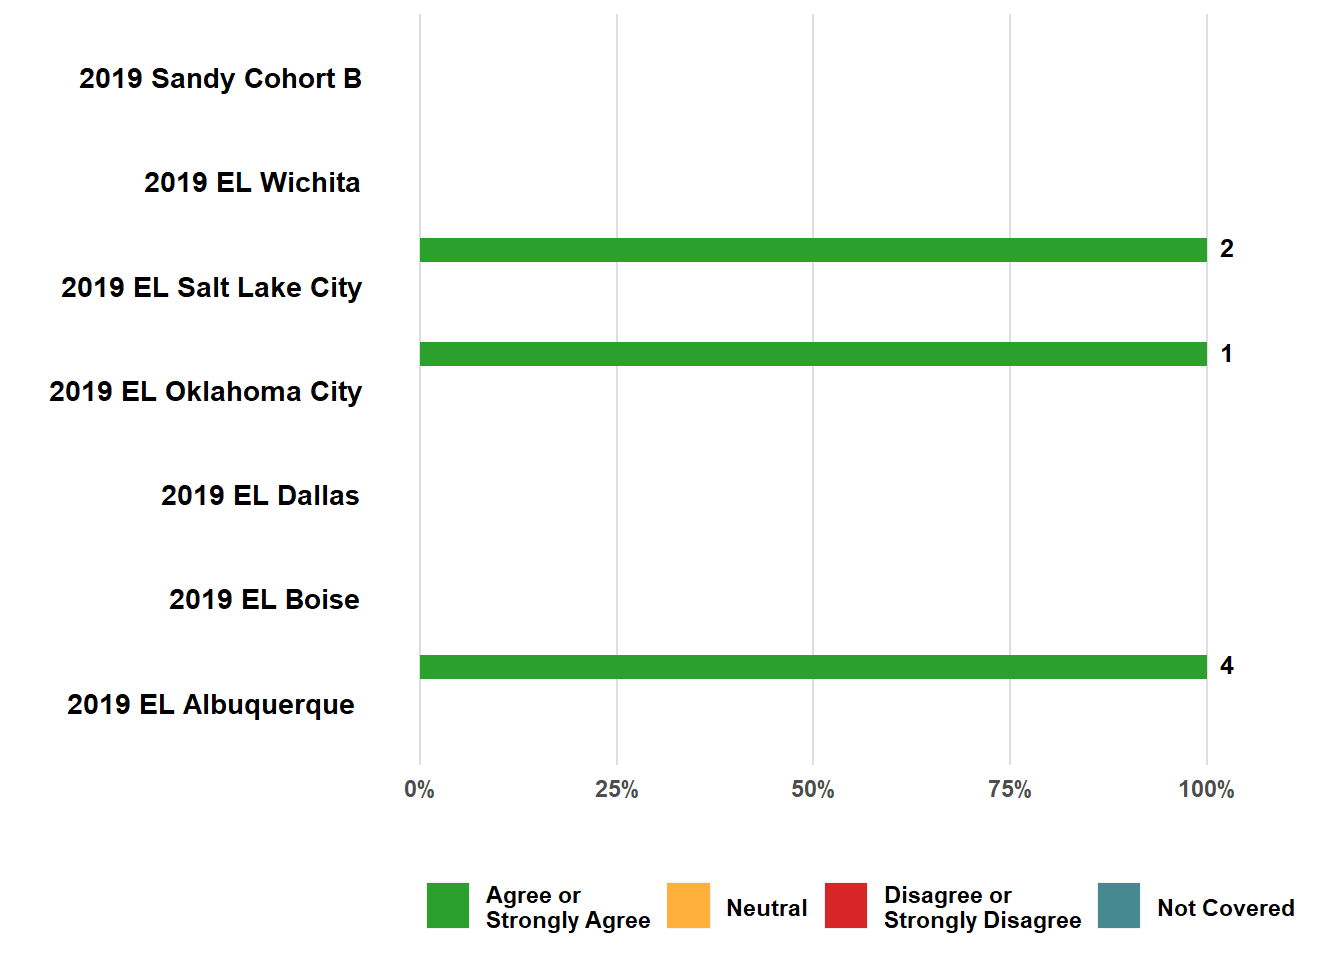 2019 Sandy Cohort B
2019 EL Wichita
2
2019 EL Salt Lake City
1
2019 EL Oklahoma City
2019 EL Dallas
2019 EL Boise
4
2019 EL Albuquerque
0% 25% 50% 75% 100%
Agree or
Strongly Agree
Neutral
Disagree or
Strongly Disagree
Not Covered